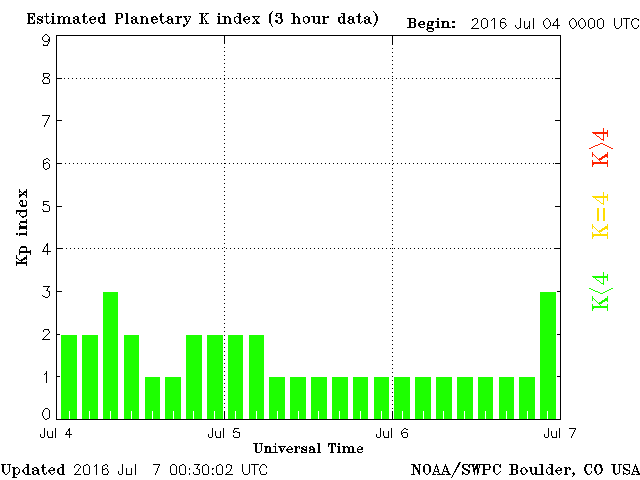 Estimated Planetary K index (3 hour data)
Begin: 2016 Jul 04 0000 UTC
9
8
7
6
5
4
3
2
1
0
Kp index
K>4
K=4
K<4
Jul 4
Jul 5
Jul 6
Jul 7
Universal Time
Updated 2016 Jul 7 00:30:02 UTC
NOAA/SWPC Boulder, CO USA